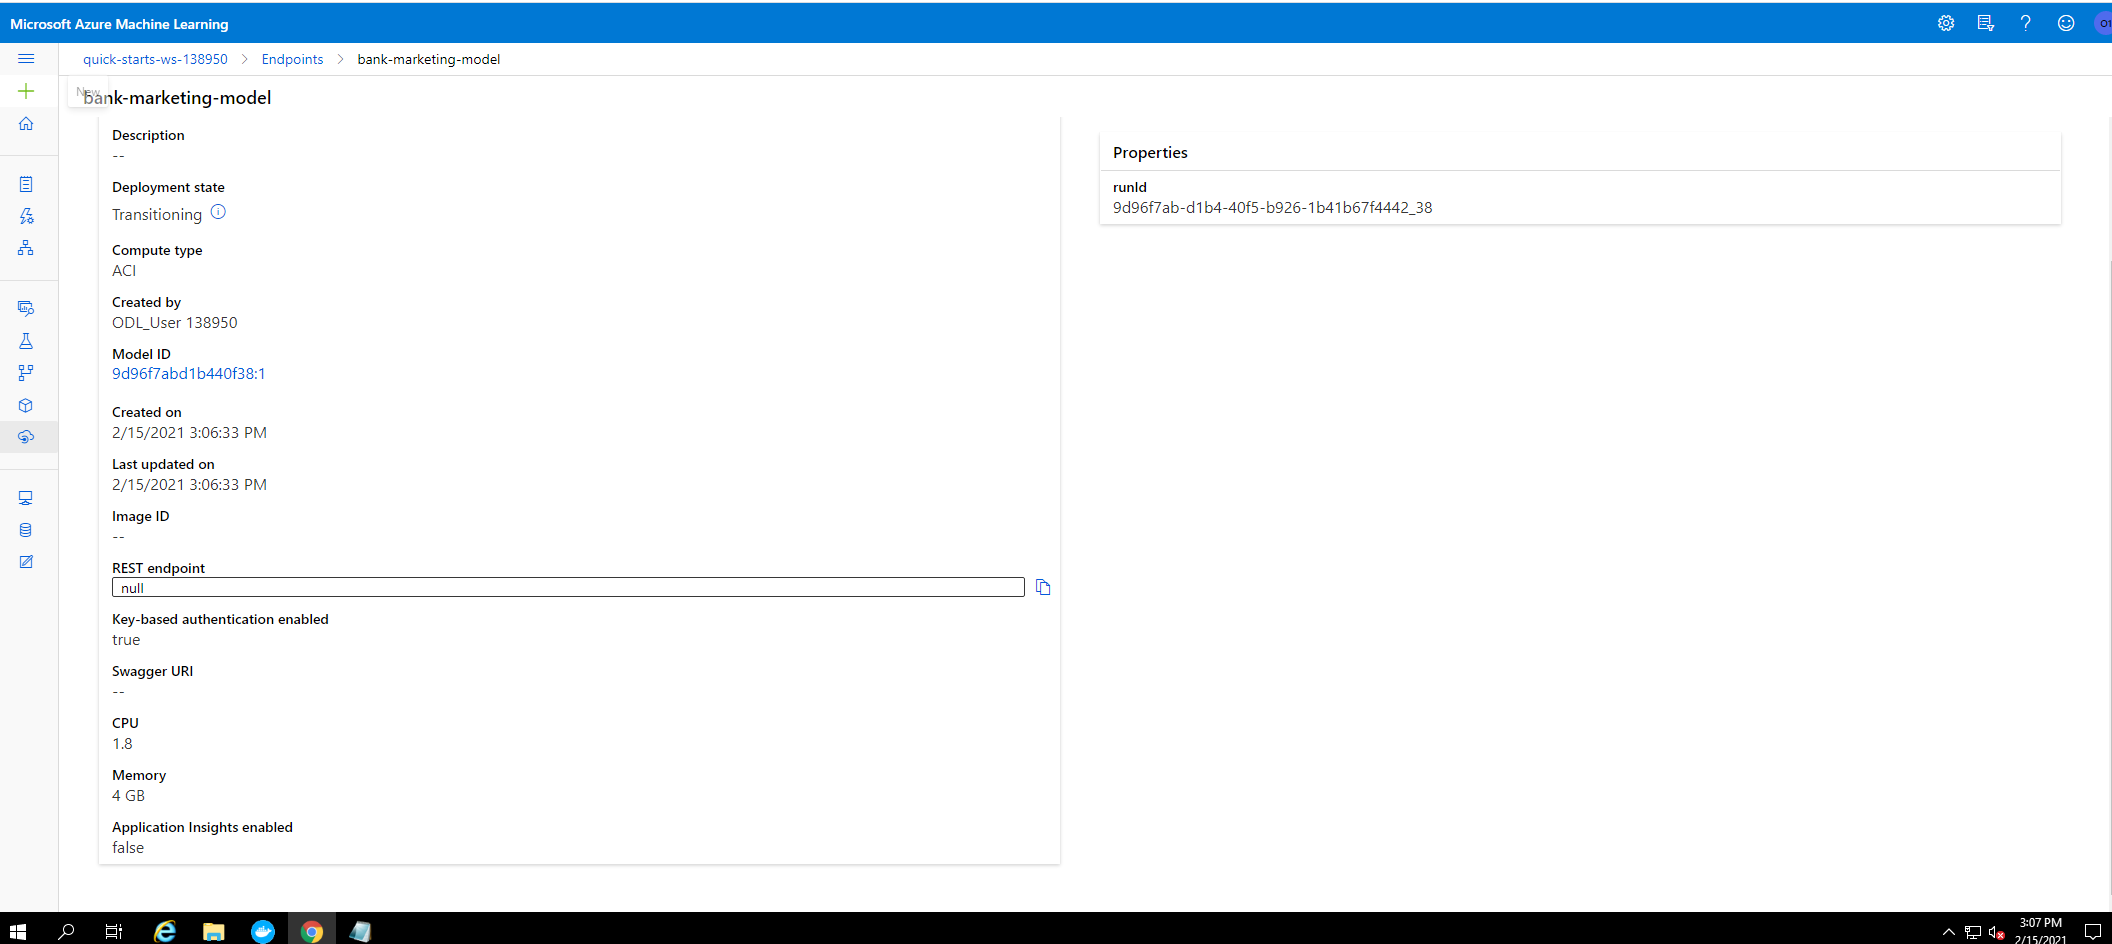 Microsoft Azure Machine Learning
quick-starts-ws-138950 > Endpoints > bank-marketing-model
New
bank-marketing-model
Description
--
Deployment state
Transitioning
Compute type
ACI
Created by
ODL_User 138950
Model ID
9d96f7abd1b440f38:1
Created on
2/15/2021 3:06:33 PM
Last updated on
2/15/2021 3:06:33 PM
Image ID
--
REST endpoint
null
Key-based authentication enabled
true
Swagger URI
--
CPU
1.8
Memory
4 GB
Application Insights enabled
false
Properties
runId
9d96f7ab-d1b4-40f5-b926-1b41b67f4442_38
3:07 PM
2/15/2021